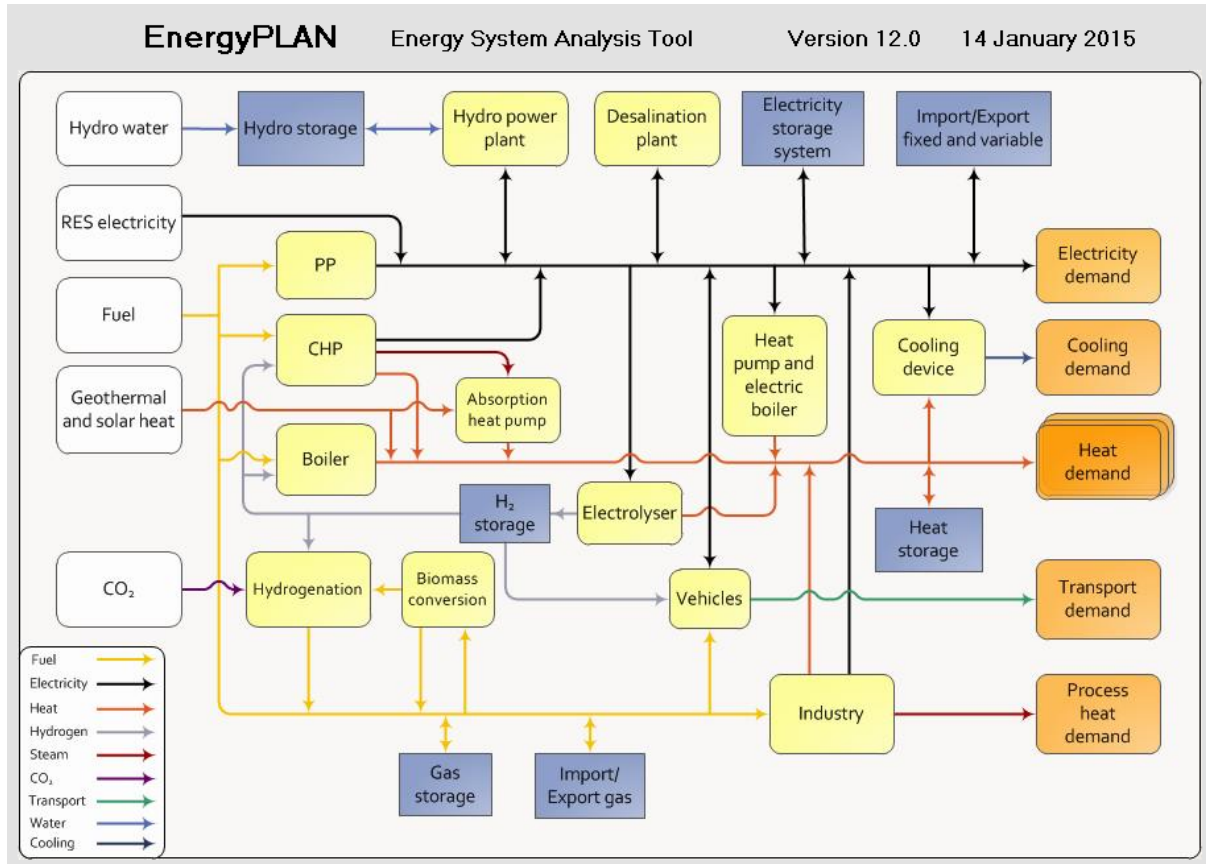 EnergyPLAN Energy System Analysis Tool Version 12.0 14 January 2015
Hydro water
Hydro storage
Hydro power
plant
Desalination
plant
Electricity
storage
system
Import/Export
fixed and variable
RES electricity
PP
Electricity
demand
Fuel
CHP
Heat
pump and
electric
boiler
Cooling
device
Cooling
demand
Geothermal
and solar heat
Absorption
heat pump
Boiler
Heat
demand
H₂
storage
Electrolyser
Heat
storage
CO₂
Hydrogenation
Biomass
conversion
Vehicles
Transport
demand
Industry
Process
heat
demand
Gas
storage
Import/
Export gas
Fuel
Electricity
Heat
Hydrogen
Steam
CO₂
Transport
Water
Cooling